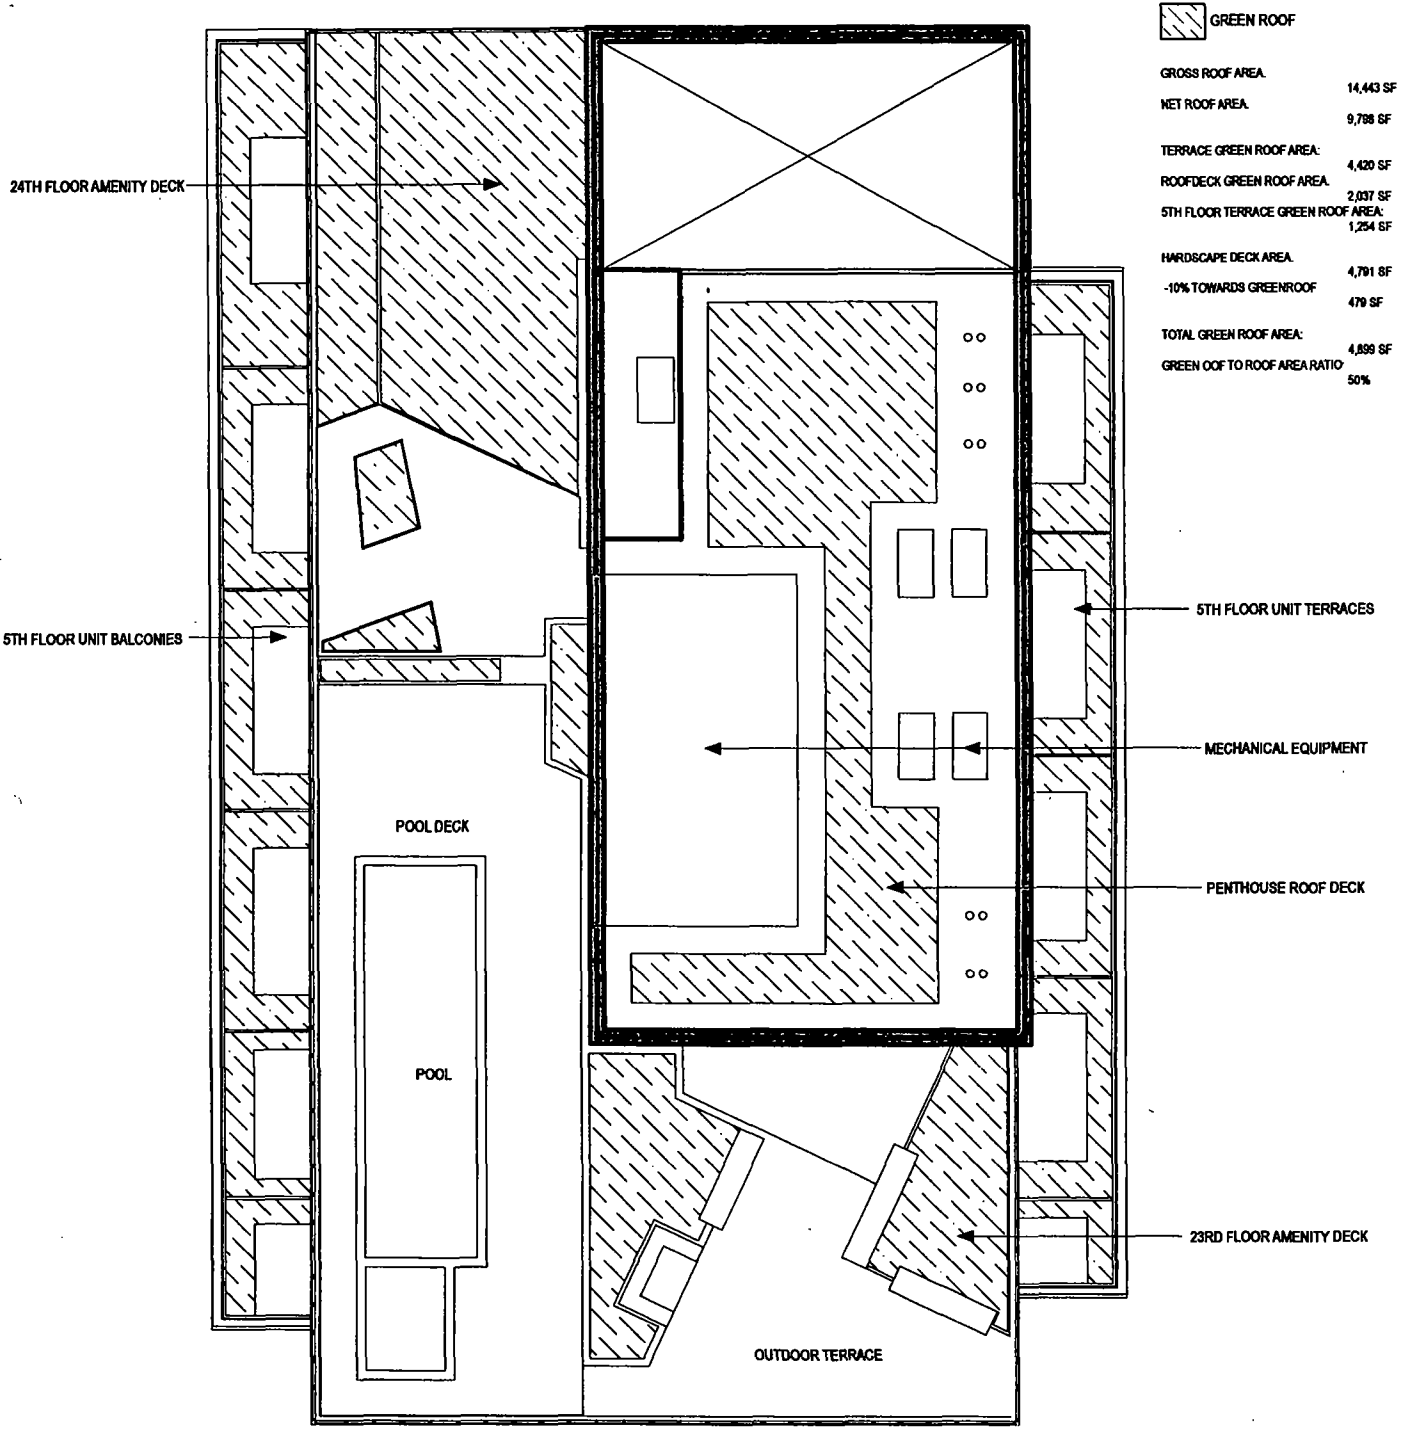 GREEN ROOF
GROSS ROOF AREA.
14,443 SF
NET ROOF AREA.
9,798 SF
TERRACE GREEN ROOF AREA:
4,420 SF
ROOFDECK GREEN ROOF AREA.
2,037 SF
5TH FLOOR TERRACE GREEN ROOF AREA:
1,254 SF
HARDSCAPE DECK AREA.
4,791 SF
-10% TOWARDS GREENROOF
479 SF
TOTAL GREEN ROOF AREA:
4,899 SF
GREEN OOF TO ROOF AREA RATIO
50%
24TH FLOOR AMENITY DECK
5TH FLOOR UNIT TERRACES
5TH FLOOR UNIT BALCONIES
MECHANICAL EQUIPMENT
POOL DECK
PENTHOUSE ROOF DECK
POOL
23RD FLOOR AMENITY DECK
OUTDOOR TERRACE